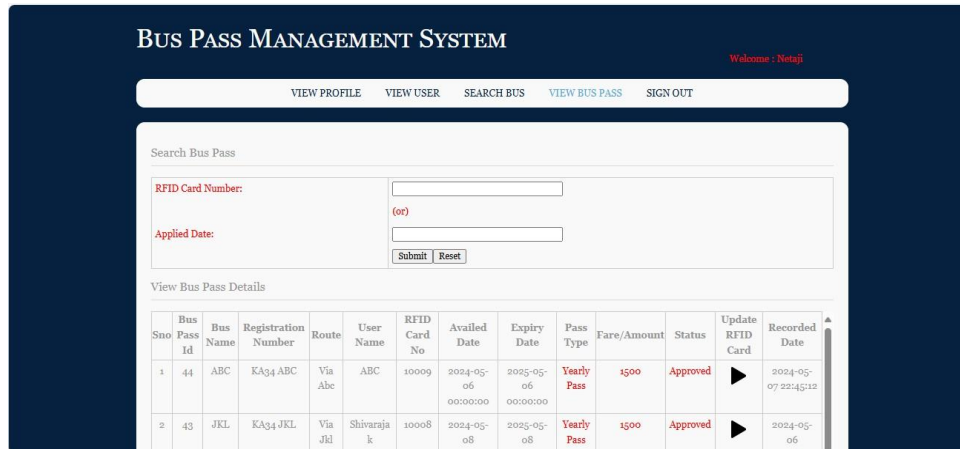 BUS PASS MANAGEMENT SYSTEM
Welcome : Netaji
VIEW PROFILE VIEW USER SEARCH BUS VIEW BUS PASS SIGN OUT
Search Bus Pass
RFID Card Number:
(or)
Applied Date:
Submit Reset
View Bus Pass Details
Sno Bus Pass Id Bus Name Registration Number Route User Name RFID Card No Availed Date Expiry Date Pass Type Fare/Amount Status Update RFID Card Recorded Date
1 44 ABC KA34 ABC Via Abc ABC 10009 2024-05-06 00:00:00 2025-05-06 00:00:00 Yearly Pass 1500 Approved 2024-05-07 22:45:12
2 43 JKL KA34 JKL Via Jkl Shivaraja k 10008 2024-05-08 2025-05-08 Yearly Pass 1500 Approved 2024-05-06